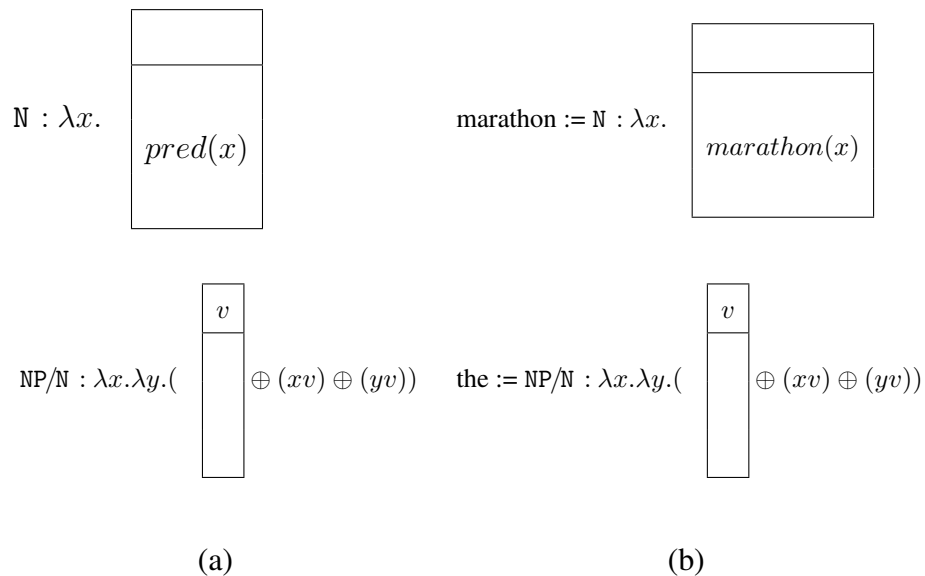 N : λx. pred(x)
marathon := N : λx. marathon(x)
NP/N : λx.λy.( v ⊕ (xv) ⊕ (yv))
the := NP/N : λx.λy.( v ⊕ (xv) ⊕ (yv))
(a)
(b)